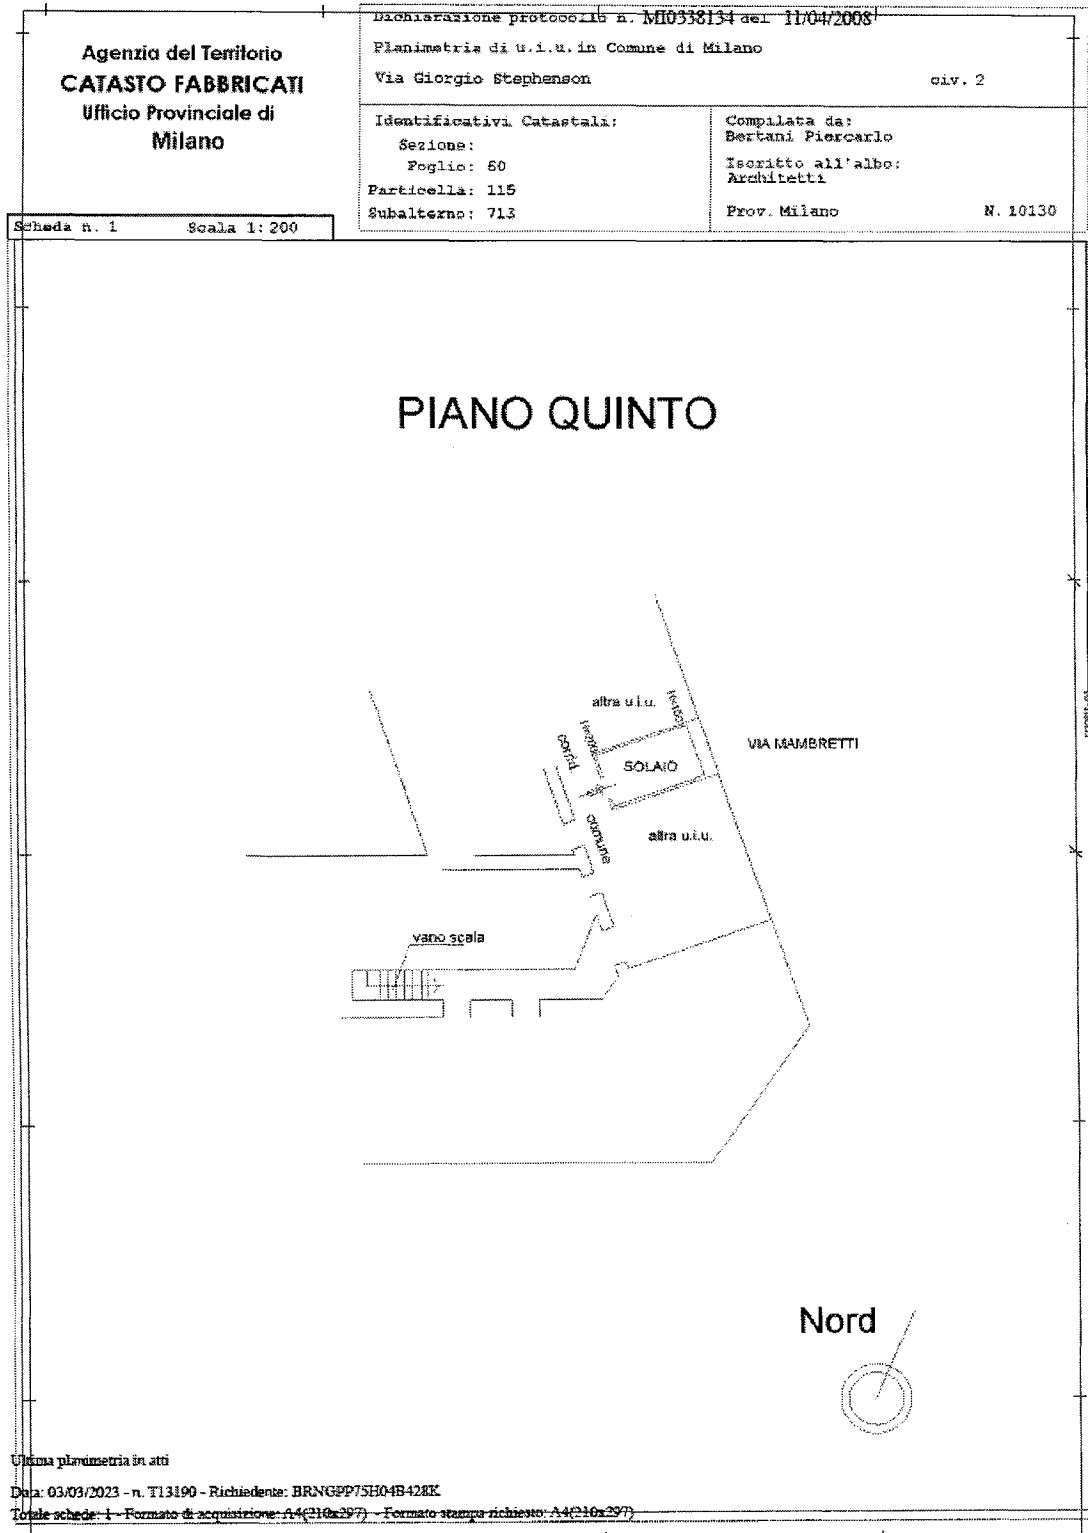 Agenzia del Territorio
CATASTO FABBRICATI
Ufficio Provinciale di
Milano
Dichiarazione protocollo n. MI0338134 del 11/04/2008
Planimetria di u.i.u. in Comune di Milano
Via Giorgio Stephenson civ. 2
Identificativi Catastali:
Sezione:
Foglio: 60
Particella: 115
Subalterno: 713
Compilata da:
Bertani Piercarlo
Iscritto all'albo:
Architetti
Prov. Milano N. 10130
Scheda n. 1 Scala 1:200
PIANO QUINTO
altra u.i.u.
VIA MAMBRETTI
SOLAIO
comune
altra u.i.u.
vano scala
Nord
Ultima planimetria in atti
Data: 03/03/2023 - n. T13190 - Richiedente: BRNGPP75H04B428K
Totale schede: 1 - Formato di acquisizione: A4(210x297) - Formato stampa richiesto: A4(210x297)